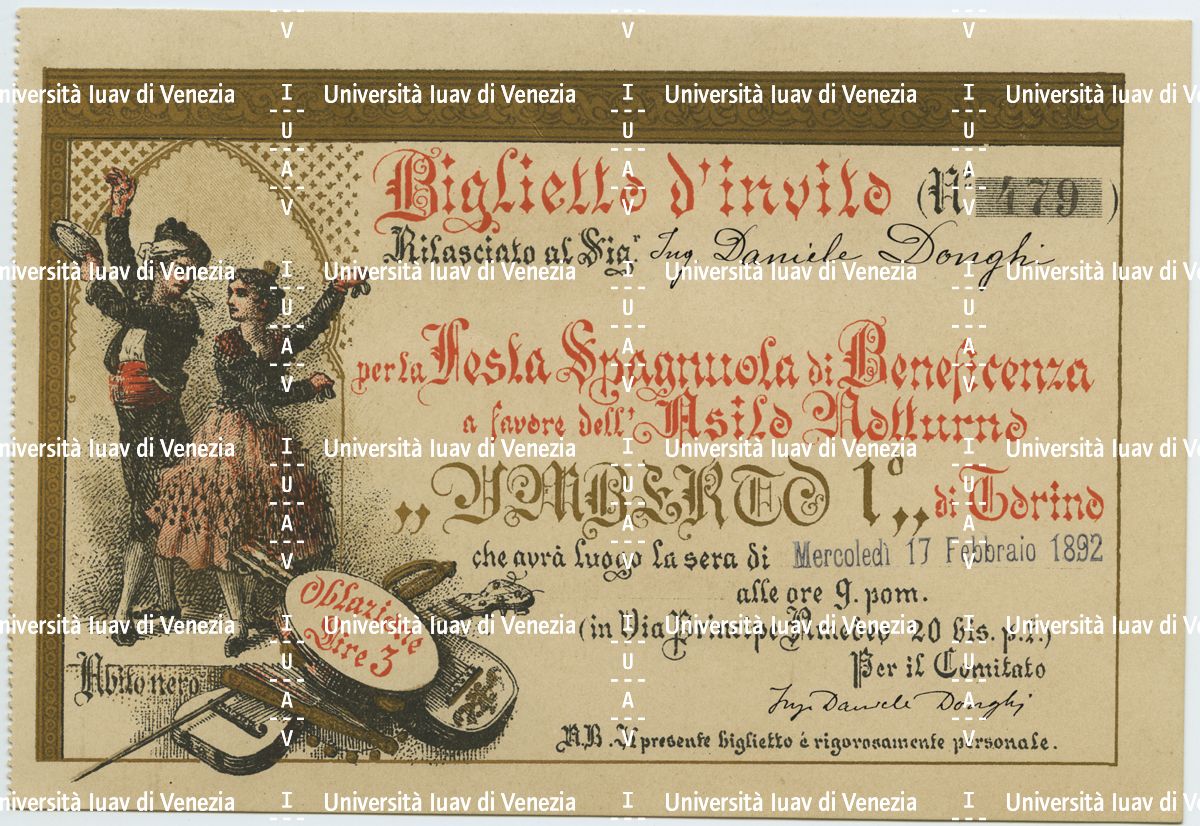 Biglietto d'invito (N° 479)
Rilasciato al Sigr. Ing. Daniele Donghi
per la Festa Spagnuola di Beneficenza
a favore dell' Asilo Notturno
„UMBERTO 1° „ di Torino
che avrà luogo la sera di Mercoledì 17 Febbraio 1892
alle ore 9. pom.
(in Via Principe Amedeo 20 bis. p.t.)
Per il Comitato
Ing. Daniele Donghi
NB. Il presente biglietto è rigorosamente personale.
Oblazione
Lire 3
Abito nero
Università Iuav di Venezia
I
U
A
V